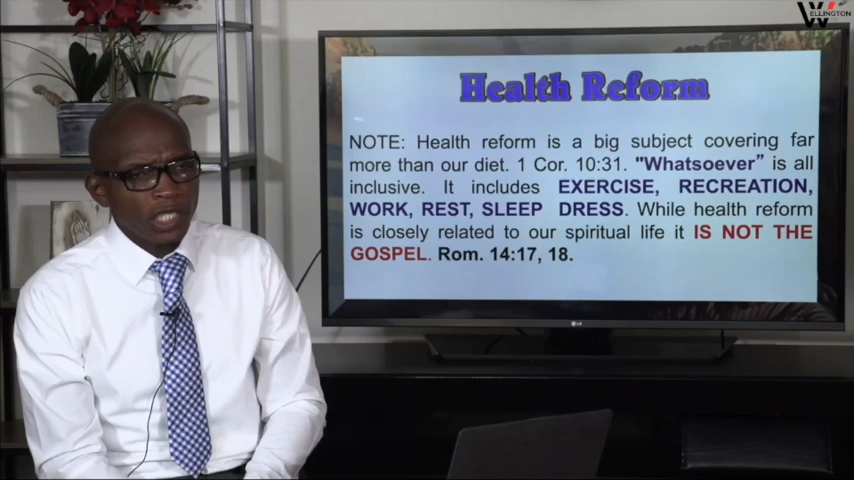 WELLINGTON
Health Reform
NOTE: Health reform is a big subject covering far
more than our diet. 1 Cor. 10:31. "Whatsoever” is all
inclusive. It includes EXERCISE, RECREATION,
WORK, REST, SLEEP DRESS. While health reform
is closely related to our spiritual life it IS NOT THE
GOSPEL. Rom. 14:17, 18.
LG